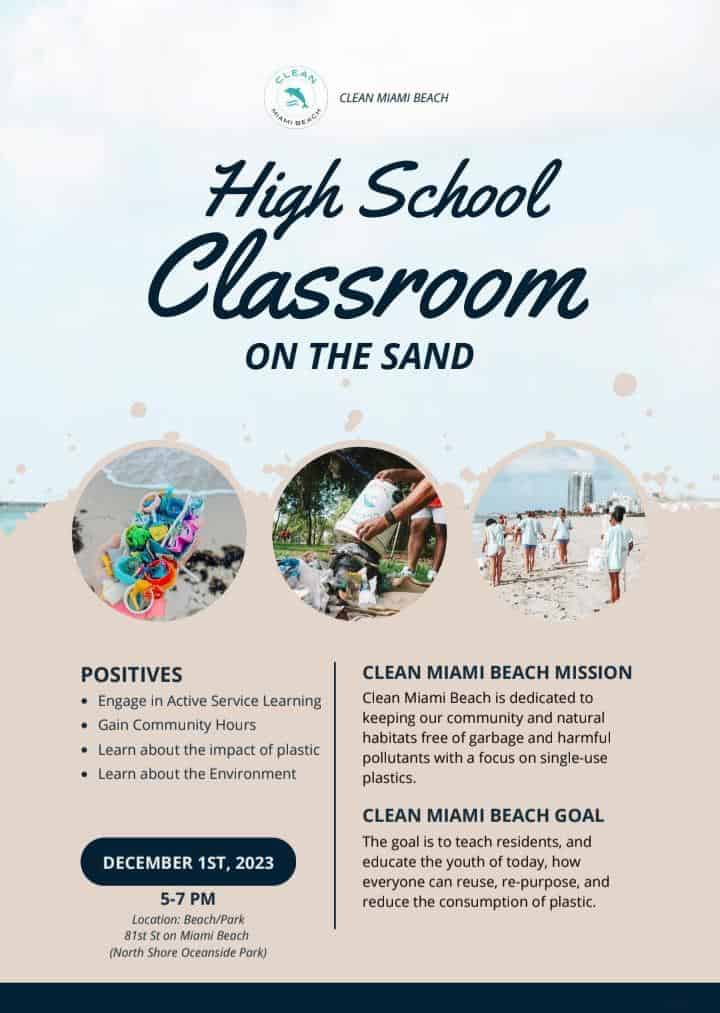 CLEAN
MIAMI BEACH
CLEAN MIAMI BEACH
High School
Classroom
ON THE SAND
POSITIVES
• Engage in Active Service Learning
• Gain Community Hours
• Learn about the impact of plastic
• Learn about the Environment
DECEMBER 1ST, 2023
5-7 PM
Location: Beach/Park
81st St on Miami Beach
(North Shore Oceanside Park)
CLEAN MIAMI BEACH MISSION
Clean Miami Beach is dedicated to
keeping our community and natural
habitats free of garbage and harmful
pollutants with a focus on single-use
plastics.
CLEAN MIAMI BEACH GOAL
The goal is to teach residents, and
educate the youth of today, how
everyone can reuse, re-purpose, and
reduce the consumption of plastic.